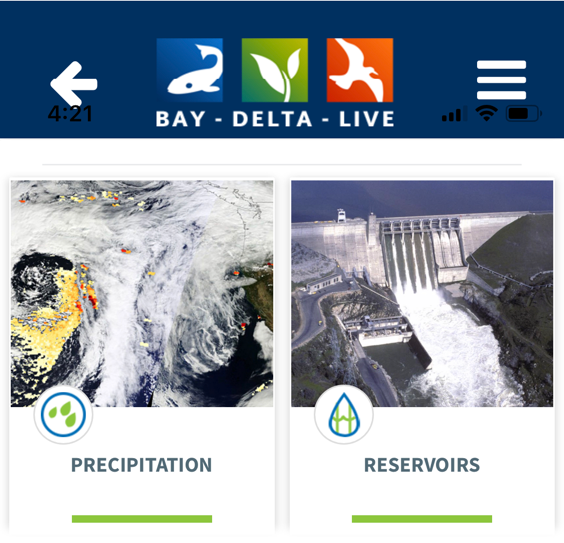 BAY - DELTA - LIVE
4:21
PRECIPITATION
RESERVOIRS